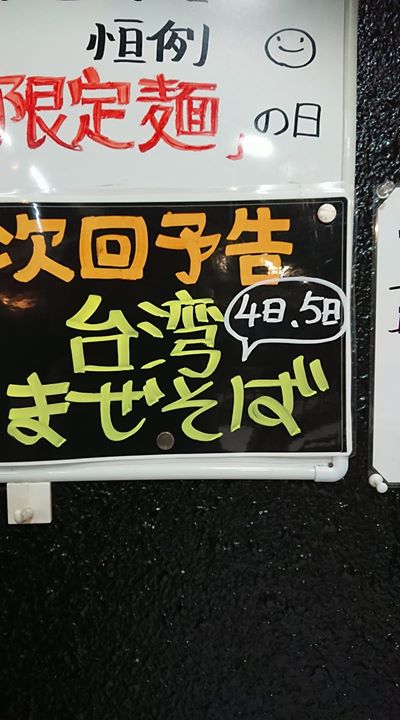 恒例
限定麺」の日
次回予告
台湾
4日、5日
まぜそば